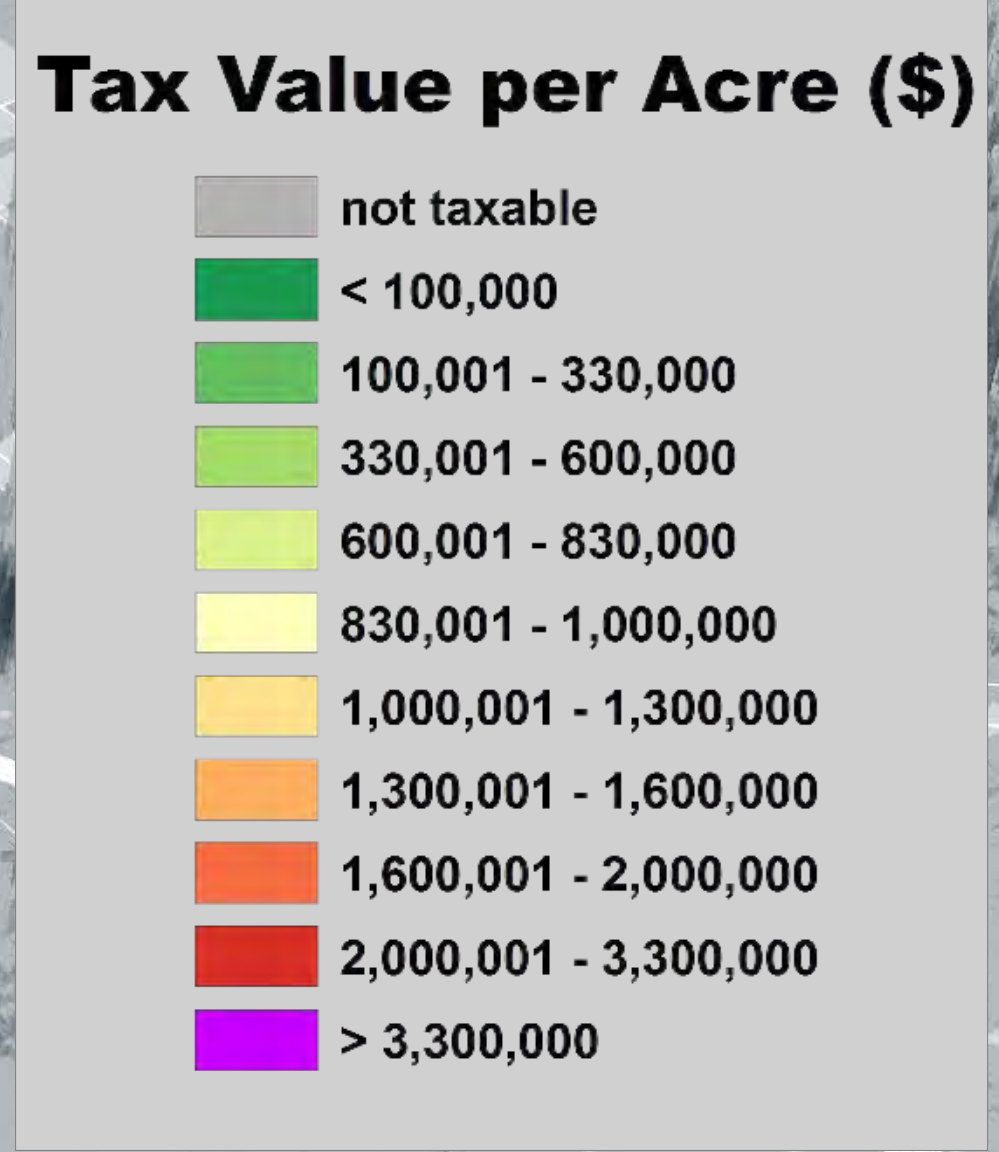 Tax Value per Acre ($)
not taxable
< 100,000
100,001 - 330,000
330,001 - 600,000
600,001 - 830,000
830,001 - 1,000,000
1,000,001 - 1,300,000
1,300,001 - 1,600,000
1,600,001 - 2,000,000
2,000,001 - 3,300,000
> 3,300,000